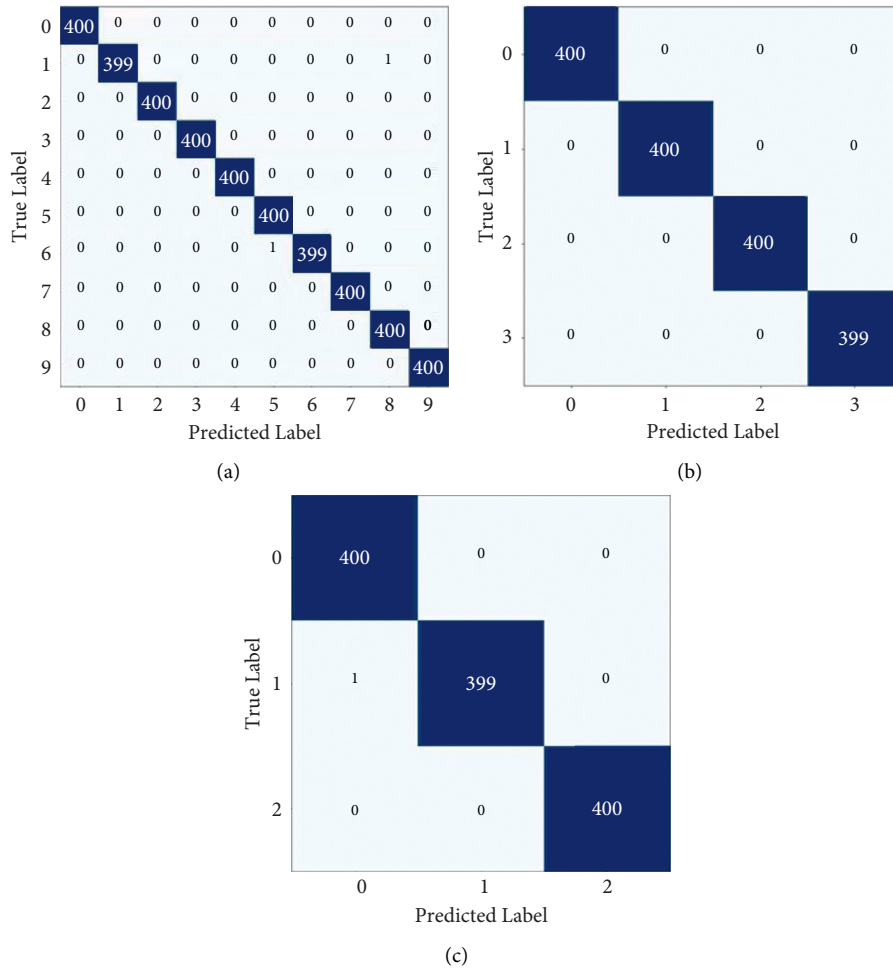 True Label
0 400 0 0 0 0 0 0 0 0 0
1 0 399 0 0 0 0 0 0 1 0
2 0 0 400 0 0 0 0 0 0 0
3 0 0 0 400 0 0 0 0 0 0
4 0 0 0 0 400 0 0 0 0 0
5 0 0 0 0 0 400 0 0 0 0
6 0 0 0 0 0 1 399 0 0 0
7 0 0 0 0 0 0 0 400 0 0
8 0 0 0 0 0 0 0 0 400 0
9 0 0 0 0 0 0 0 0 0 400
0 1 2 3 4 5 6 7 8 9
Predicted Label
(a)
True Label
0 400 0 0 0
1 0 400 0 0
2 0 0 400 0
3 0 0 0 399
0 1 2 3
Predicted Label
(b)
True Label
0 400 0 0
1 1 399 0
2 0 0 400
0 1 2
Predicted Label
(c)